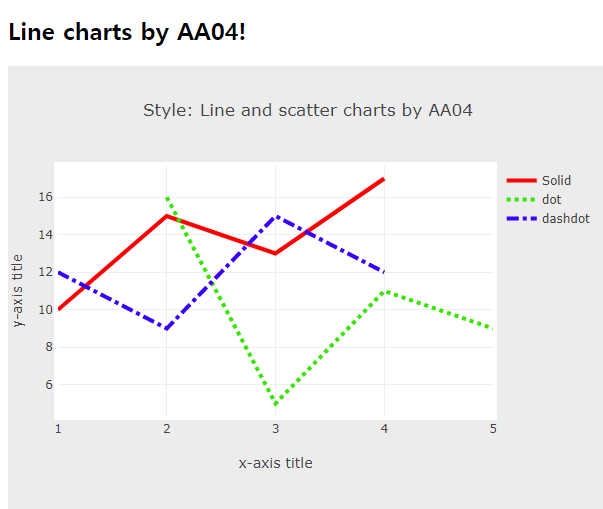 Line charts by AA04!
Style: Line and scatter charts by AA04
Solid
dot
dashdot
y-axis title
16
14
12
10
8
6
1 2 3 4 5
x-axis title